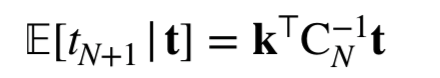 𝔼[t_{N+1} | 𝐭] = 𝐤^⊤ C_N^{-1} 𝐭